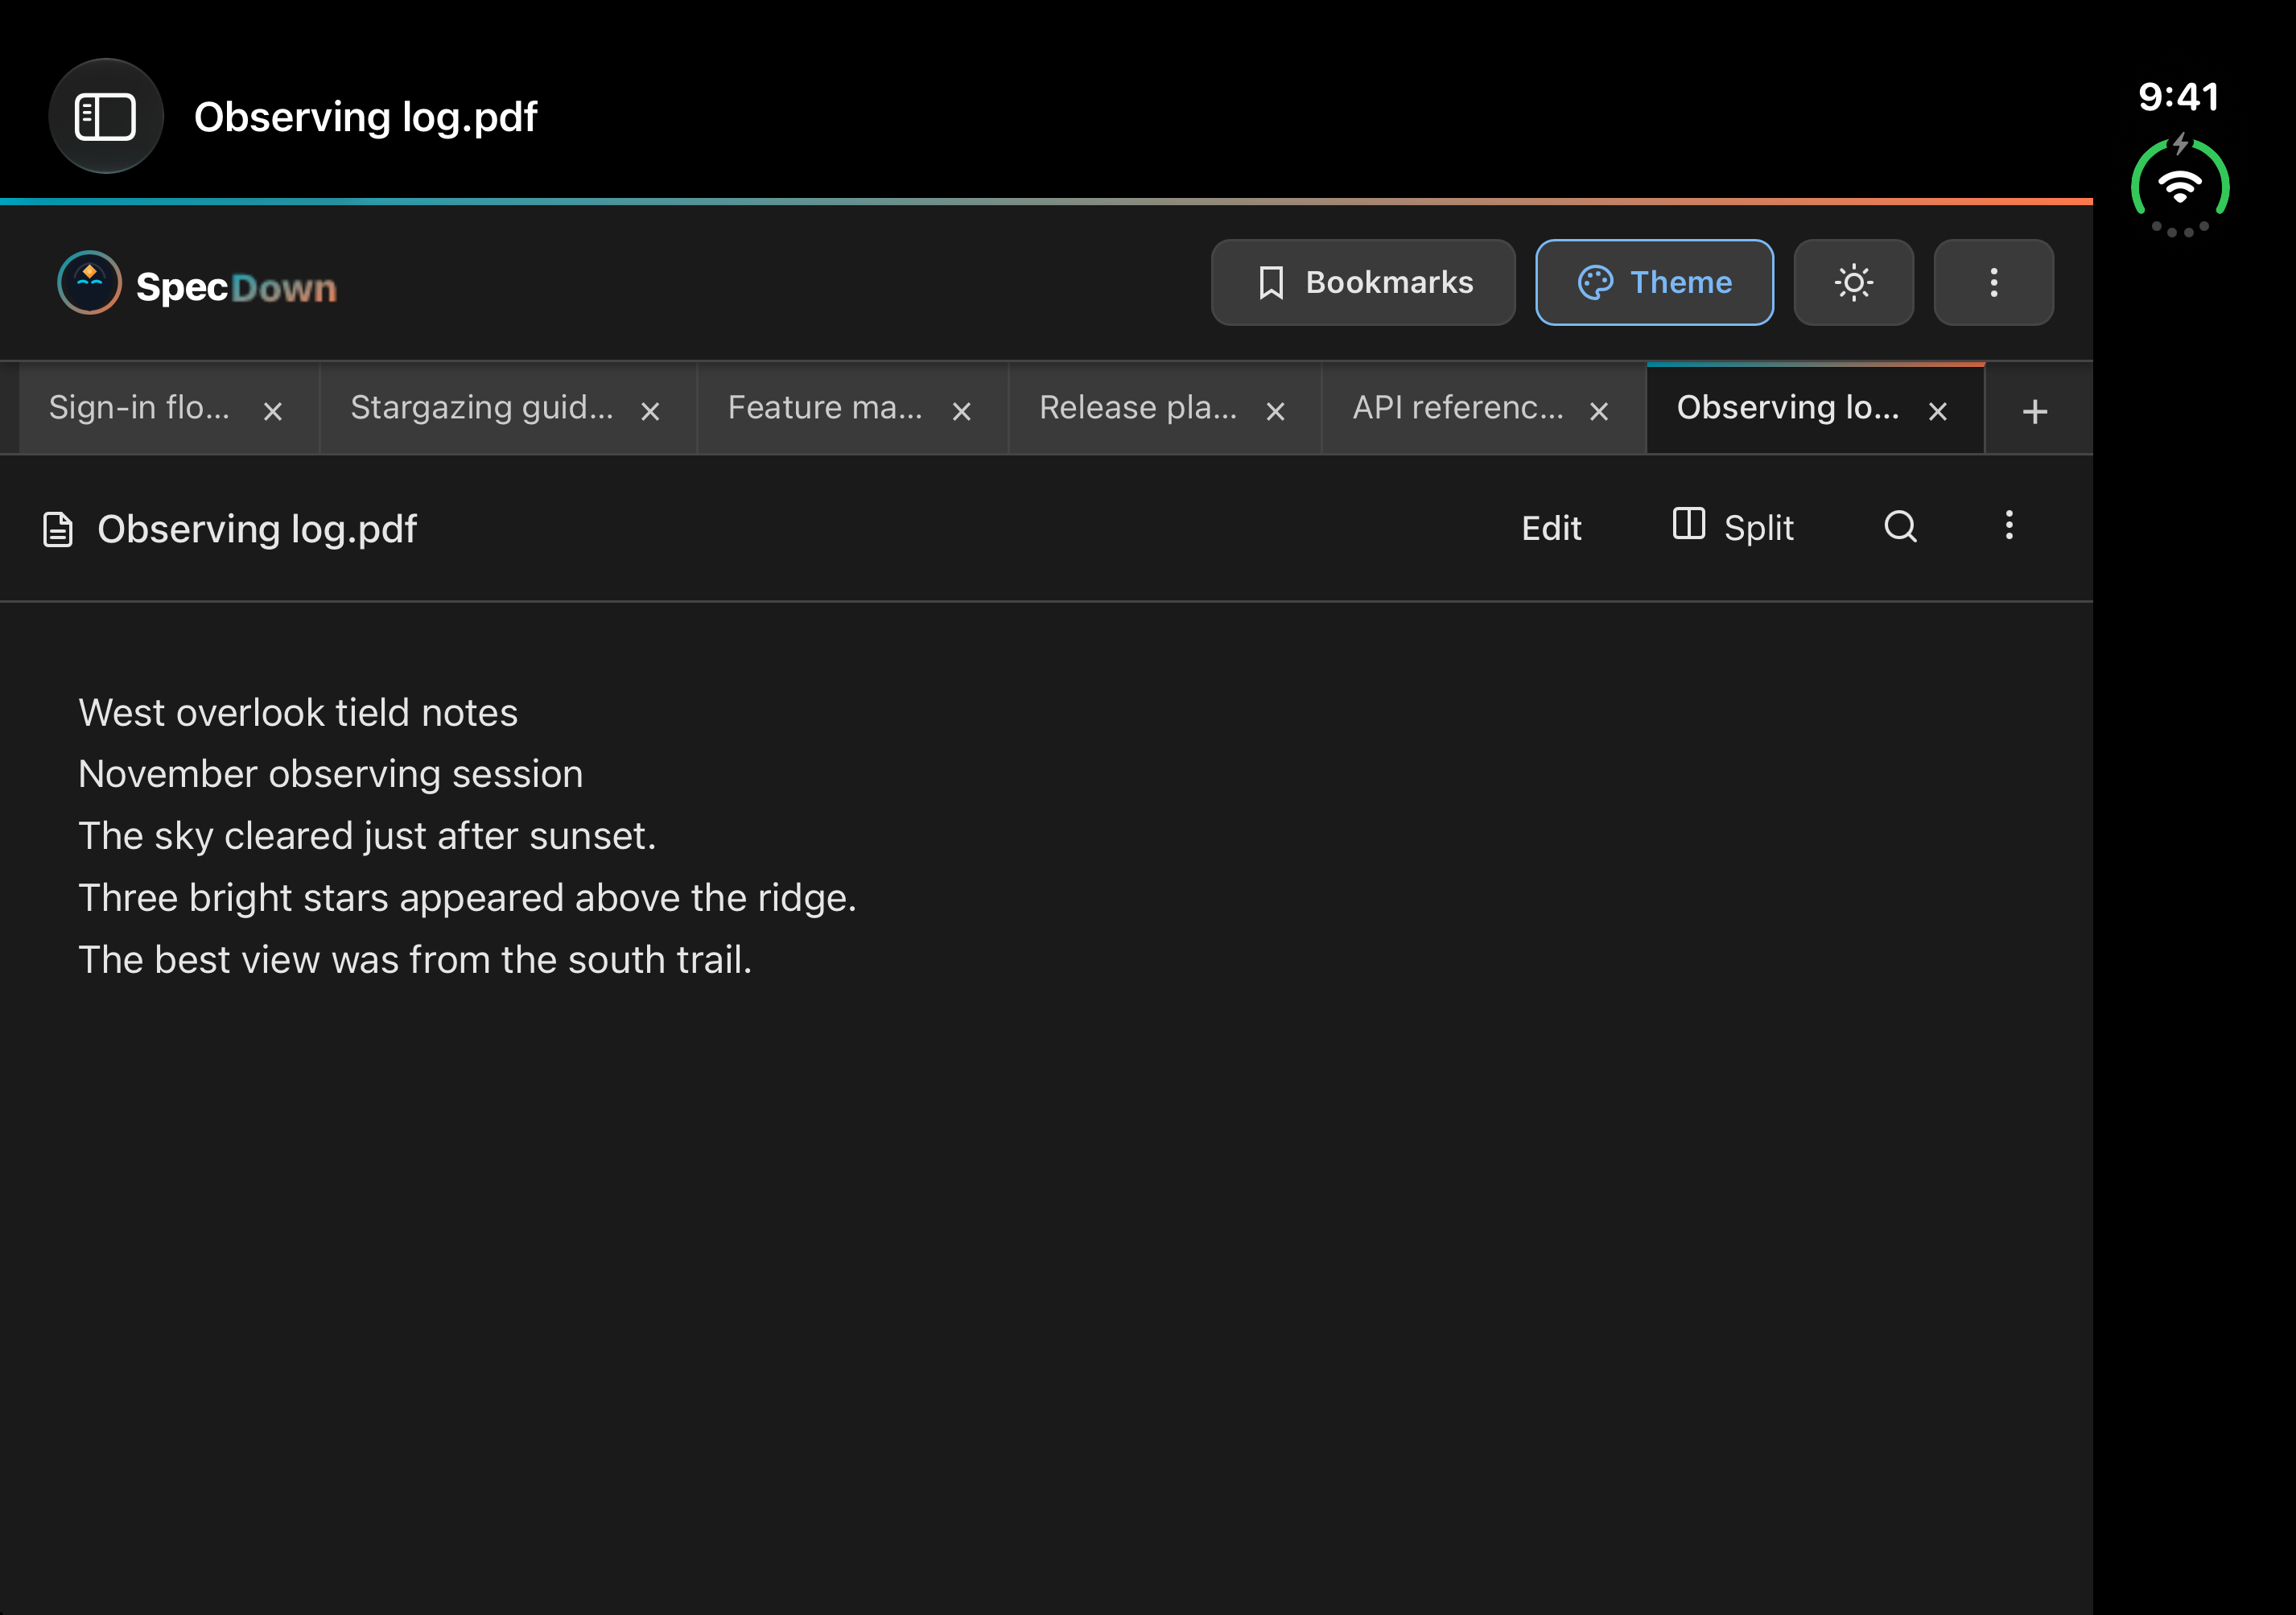 Observing log.pdf
9:41
SpecDown
Bookmarks
Theme
Sign-in flo...
Stargazing guid...
Feature ma...
Release pla...
API referenc...
Observing lo...
Observing log.pdf
Edit
Split
West overlook tield notes
November observing session
The sky cleared just after sunset.
Three bright stars appeared above the ridge.
The best view was from the south trail.